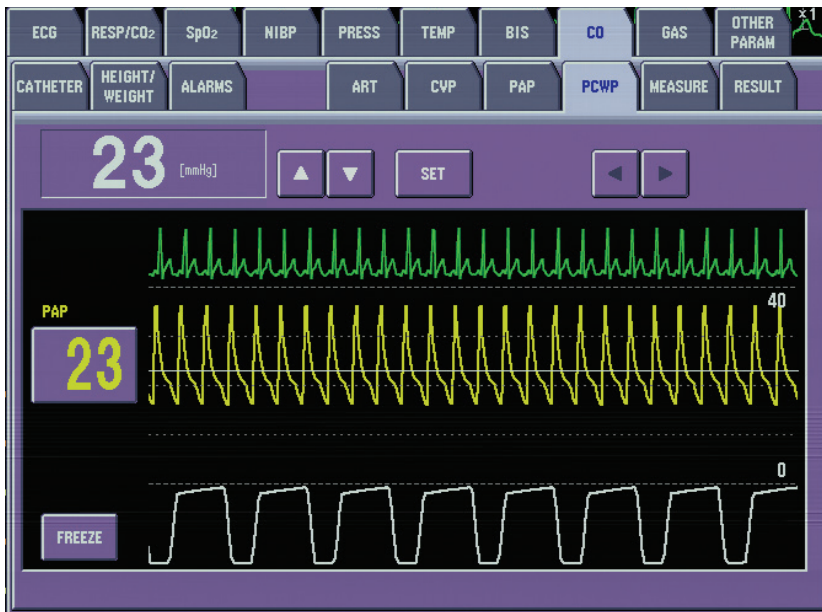 ECG RESP/CO2 SpO2 NIBP PRESS TEMP BIS CO GAS OTHER PARAM
x1
CATHETER HEIGHT/ WEIGHT ALARMS ART CVP PAP PCWP MEASURE RESULT
23 [mmHg] SET
40
PAP
23
0
FREEZE